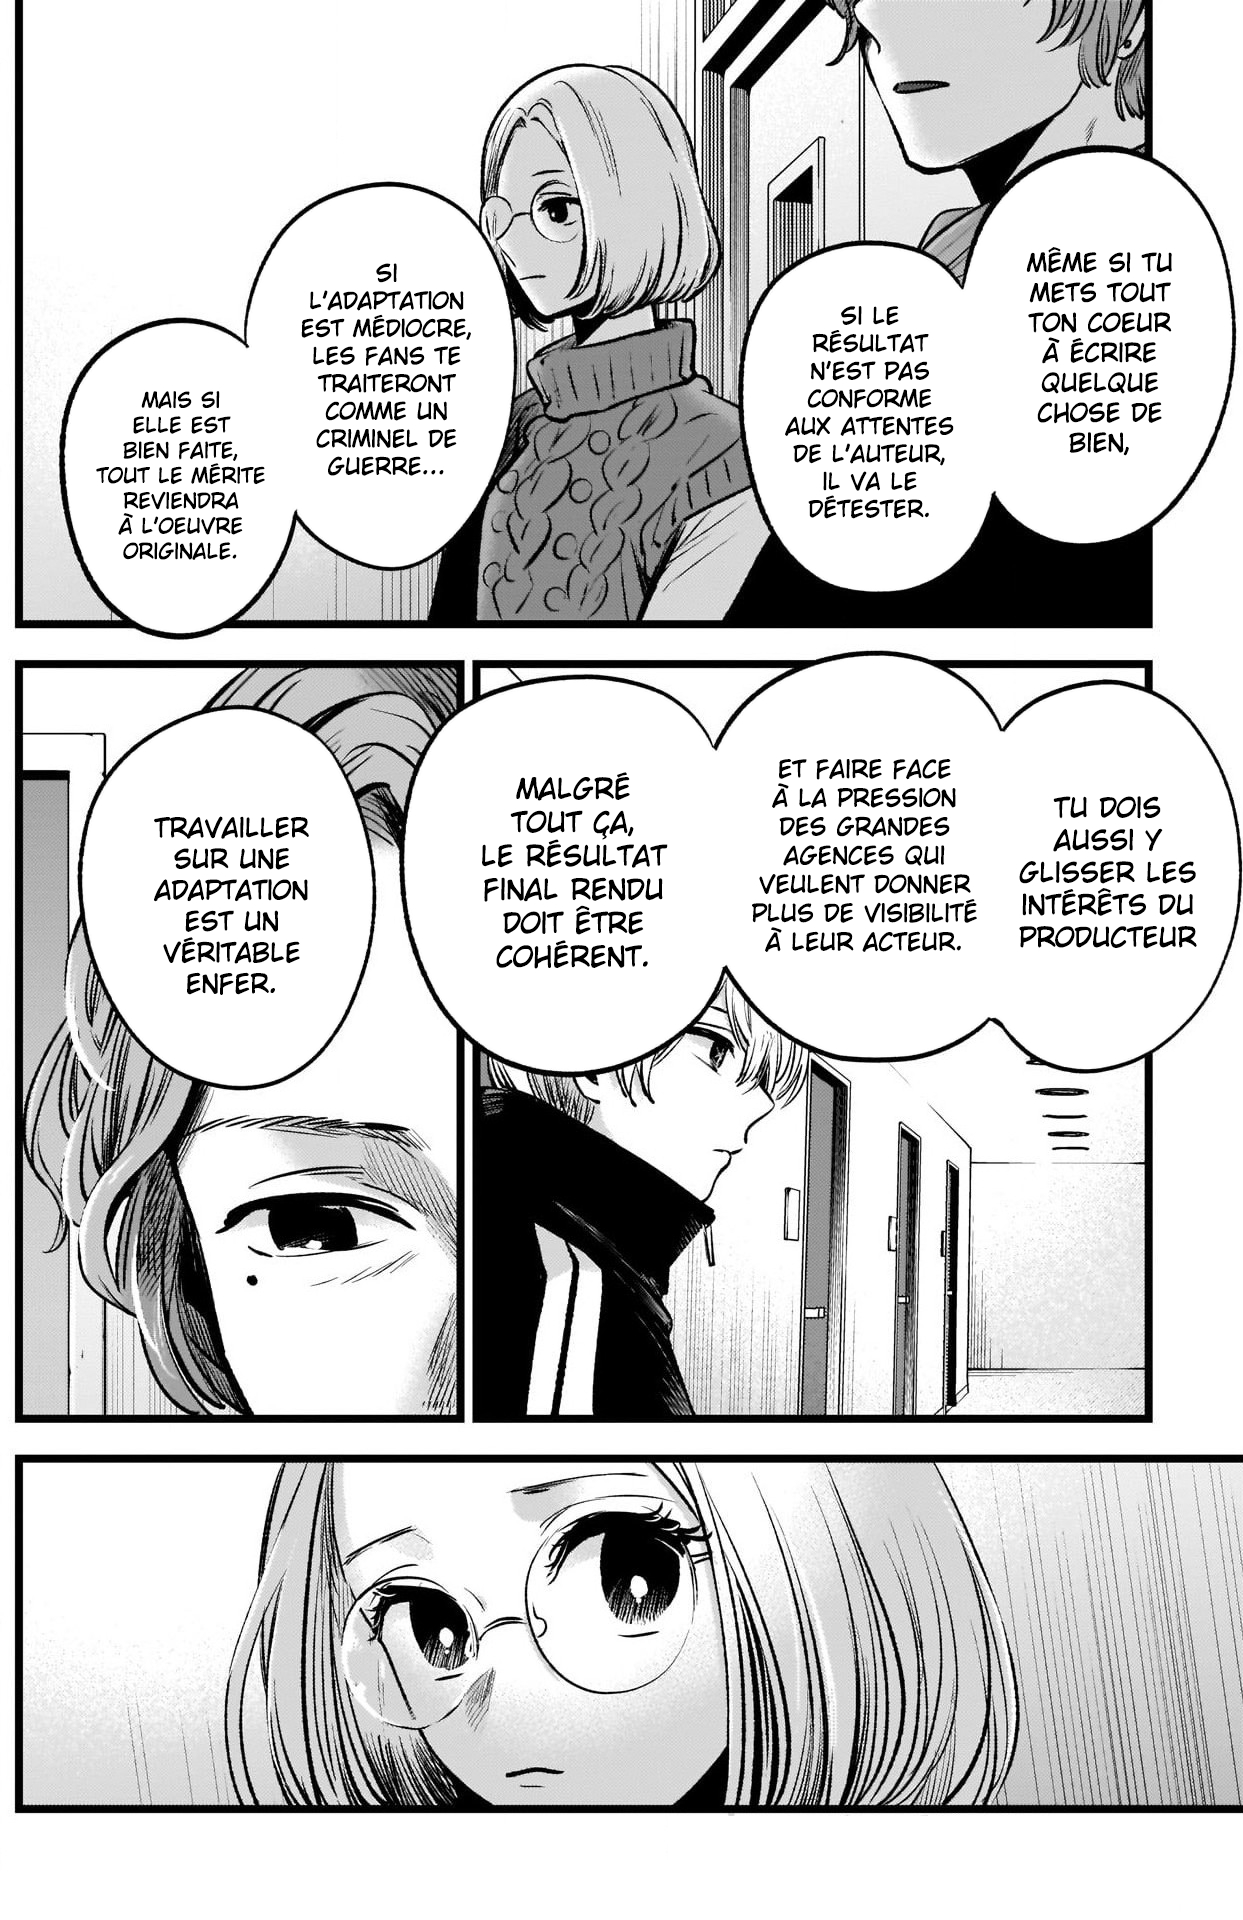 MÊME SI TU
METS TOUT
TON COEUR
À ÉCRIRE
QUELQUE
CHOSE DE
BIEN,
SI LE
RÉSULTAT
N'EST PAS
CONFORME
AUX ATTENTES
DE L'AUTEUR,
IL VA LE
DÉTESTER.
SI
L'ADAPTATION
EST MÉDIOCRE,
LES FANS TE
TRAITERONT
COMME UN
CRIMINEL DE
GUERRE...
MAIS SI
ELLE EST
BIEN FAITE,
TOUT LE MÉRITE
REVIENDRA
À L'OEUVRE
ORIGINALE.
TU DOIS
AUSSI Y
GLISSER LES
INTÉRÊTS DU
PRODUCTEUR
ET FAIRE FACE
À LA PRESSION
DES GRANDES
AGENCES QUI
VEULENT DONNER
PLUS DE VISIBILITÉ
À LEUR ACTEUR.
MALGRÉ
TOUT ÇA,
LE RÉSULTAT
FINAL RENDU
DOIT ÊTRE
COHÉRENT.
TRAVAILLER
SUR UNE
ADAPTATION
EST UN
VÉRITABLE
ENFER.